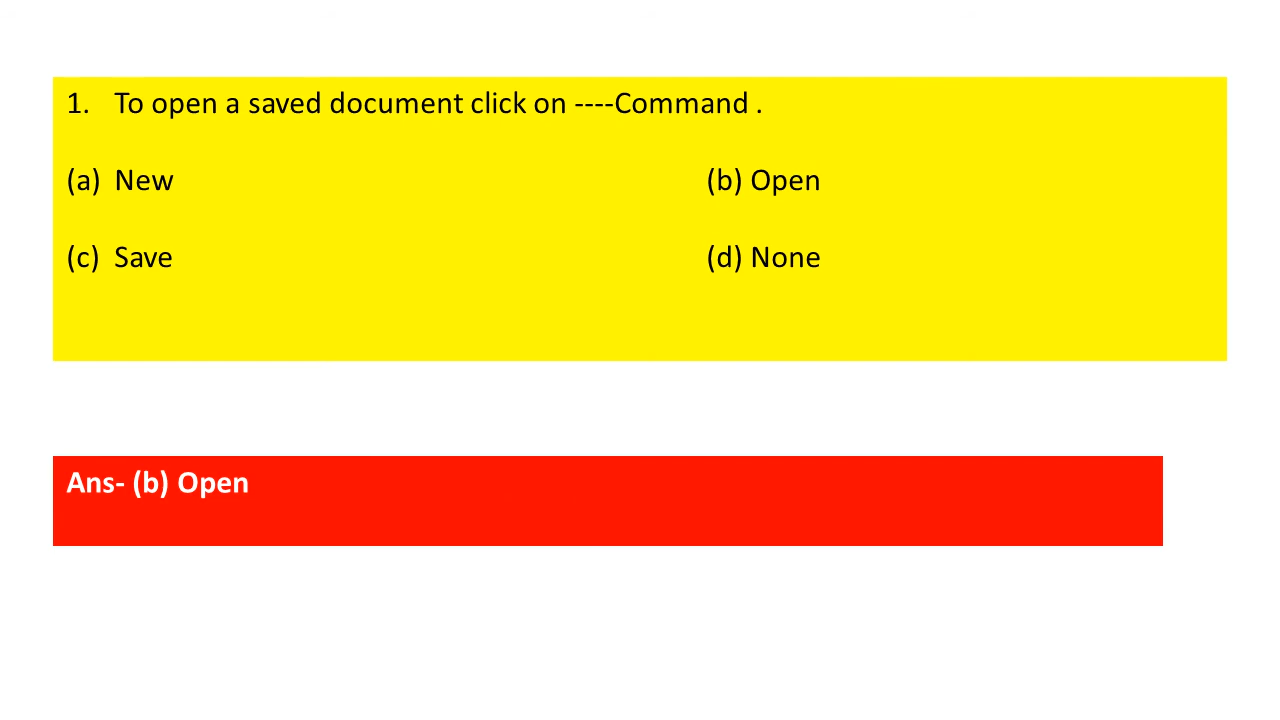 1. To open a saved document click on ----Command .
(a) New (b) Open
(c) Save (d) None
Ans- (b) Open